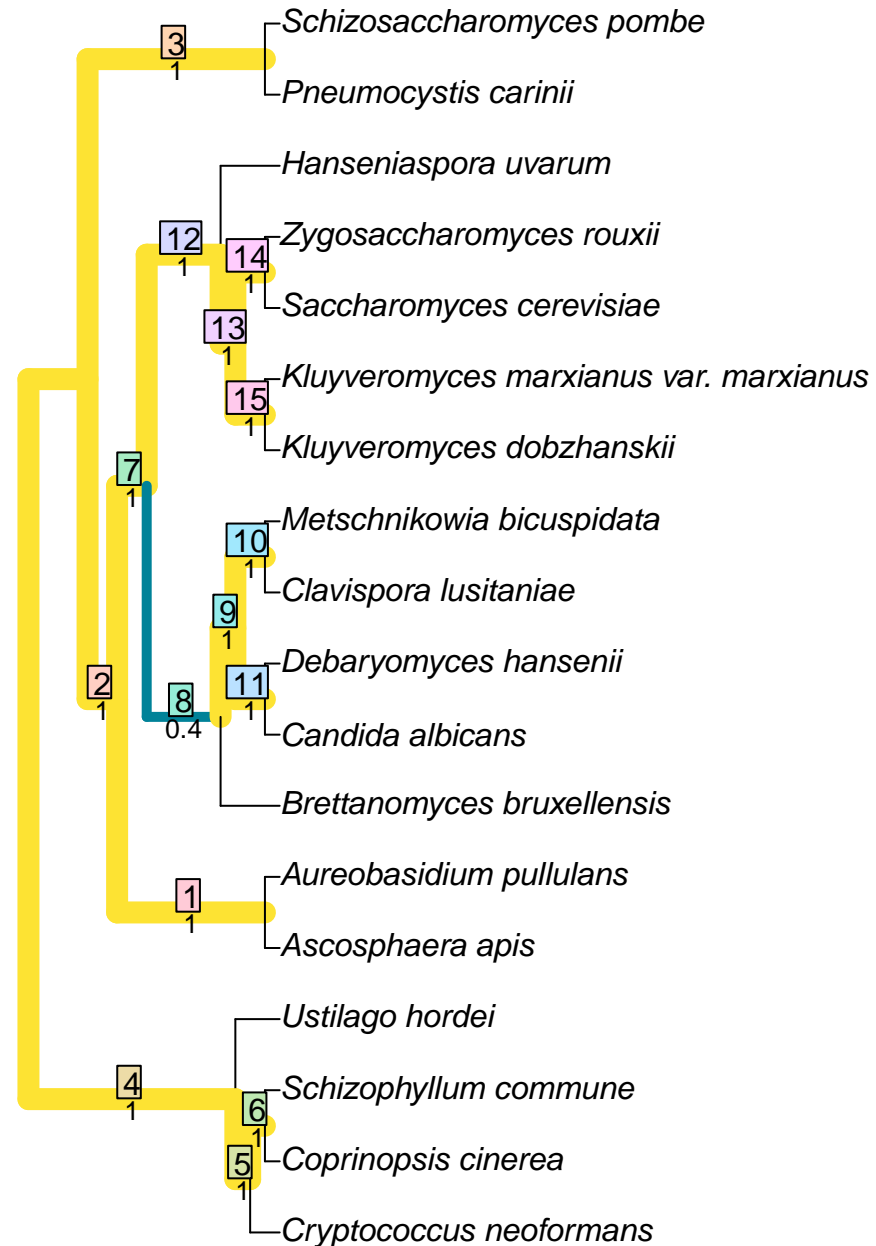 Schizosaccharomyces pombe
3
1
Pneumocystis carinii
Hanseniaspora uvarum
Zygosaccharomyces rouxii
12
1
14
1
Saccharomyces cerevisiae
13
1
Kluyveromyces marxianus var. marxianus
15
1
Kluyveromyces dobzhanskii
7
1
Metschnikowia bicuspidata
10
1
Clavispora lusitaniae
9
1
Debaryomyces hansenii
2
1
11
1
8
0.4
Candida albicans
Brettanomyces bruxellensis
Aureobasidium pullulans
1
1
Ascosphaera apis
Ustilago hordei
4
1
Schizophyllum commune
6
1
Coprinopsis cinerea
5
1
Cryptococcus neoformans